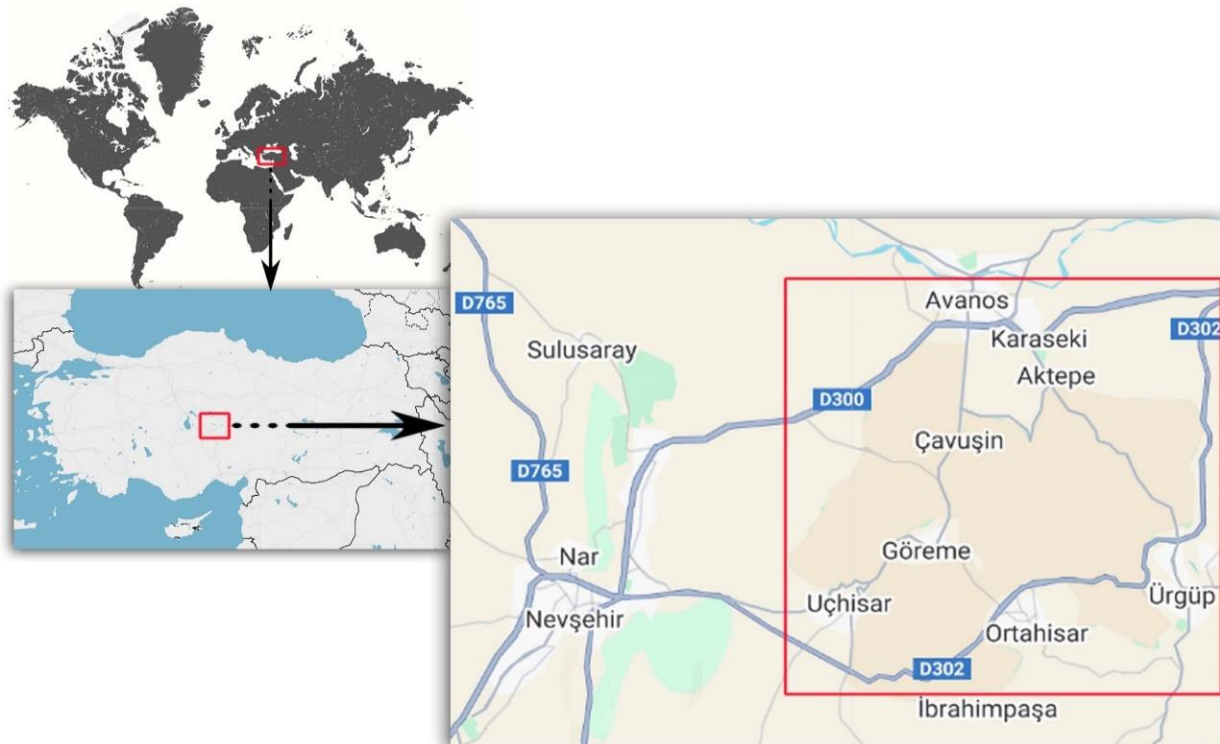 D765
Avanos
D302
Karaseki
Sulusaray
Aktepe
D300
Çavuşin
D765
Göreme
Nar
Uçhisar
Ürgüp
Nevşehir
Ortahisar
D302
İbrahimpaşa